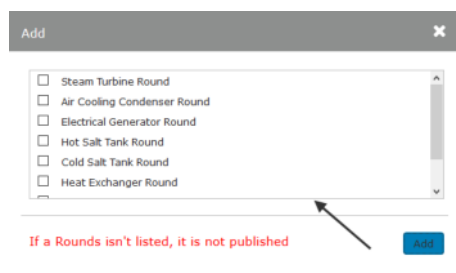 Add
Steam Turbine Round
Air Cooling Condenser Round
Electrical Generator Round
Hot Salt Tank Round
Cold Salt Tank Round
Heat Exchanger Round
If a Rounds isn't listed, it is not published
Add